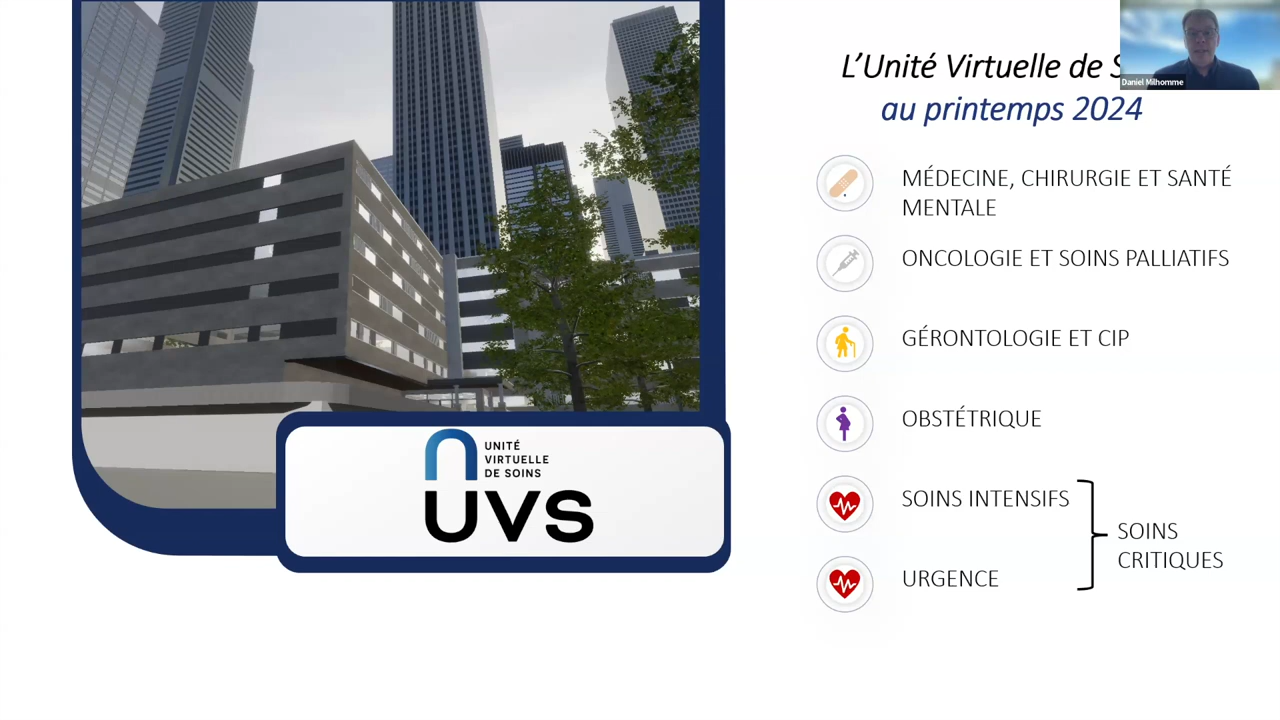 L'Unité Virtuelle de
au printemps 2024
Daniel Milhomme
MÉDECINE, CHIRURGIE ET SANTÉ
MENTALE
ONCOLOGIE ET SOINS PALLIATIFS
GÉRONTOLOGIE ET CIP
OBSTÉTRIQUE
SOINS INTENSIFS
URGENCE
SOINS
CRITIQUES
UNITÉ
VIRTUELLE
DE SOINS
UVS